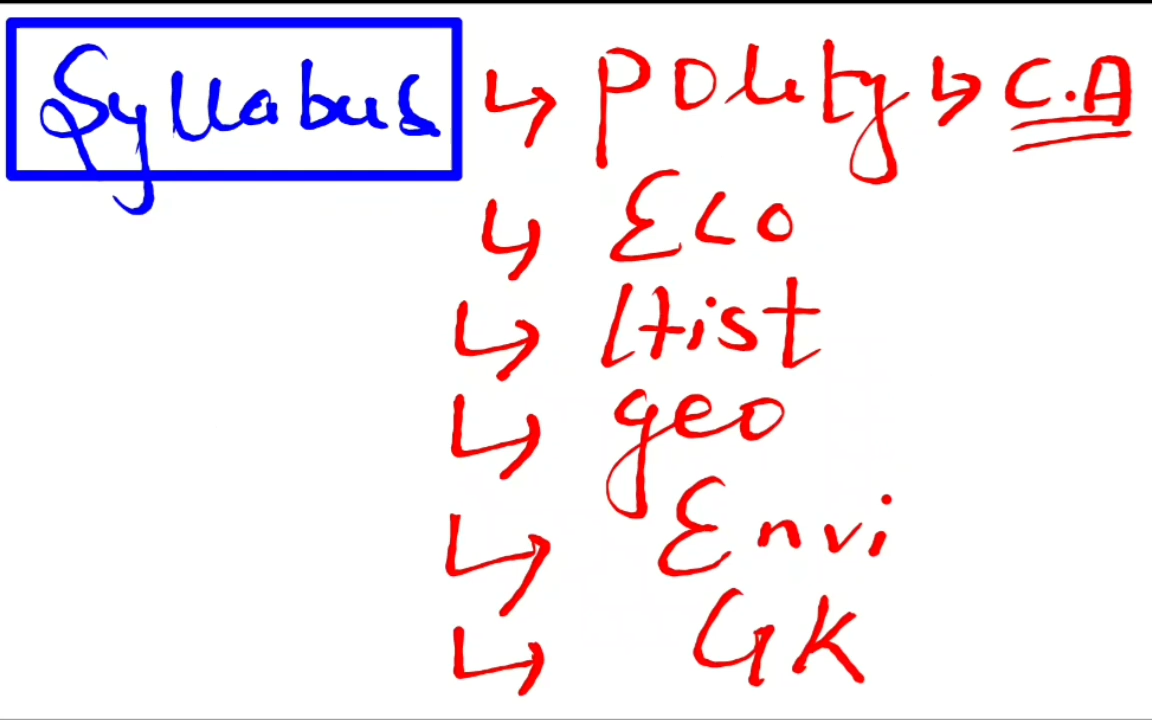 Syllabus ↳ Polity ↳ C.A
↳ Eco
↳ Hist
↳ geo
↳ Envi
↳ GK